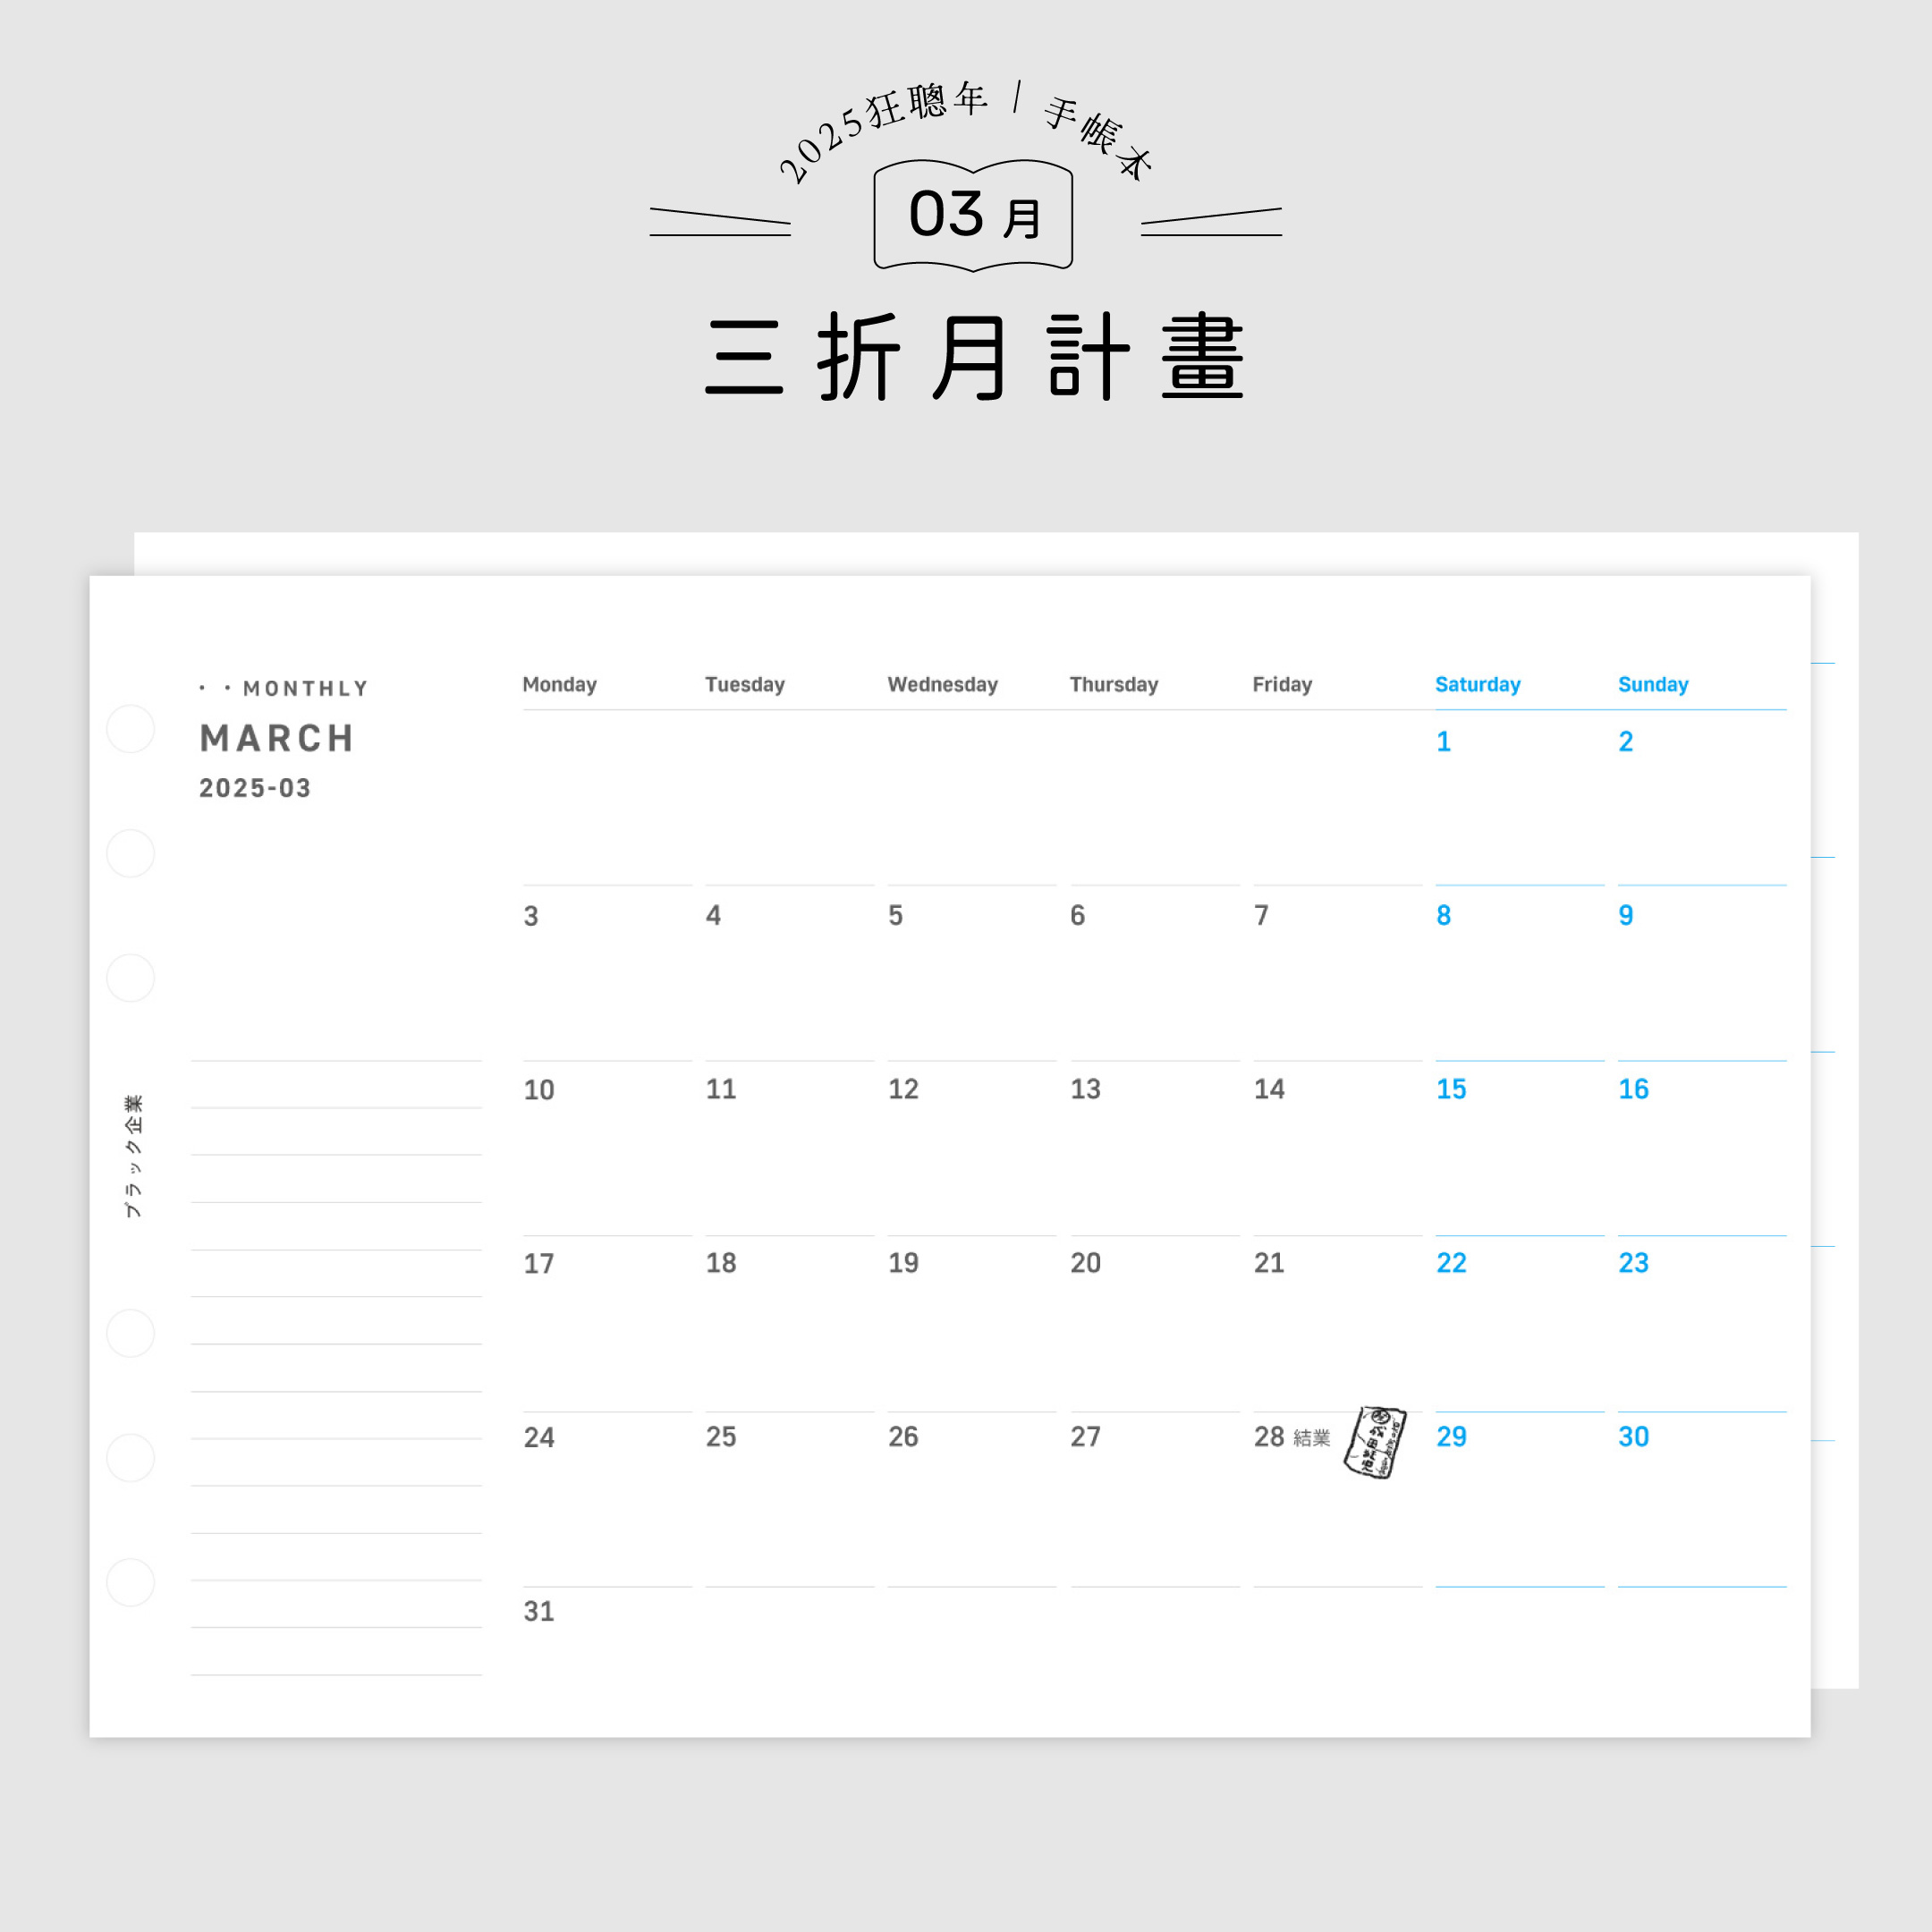 2025狂聰年 / 手帳本
03 月
三折月計畫
・ ・MONTHLY
MARCH
2025-03
ブラック企業
Monday Tuesday Wednesday Thursday Friday Saturday Sunday
1 2
3 4 5 6 7 8 9
10 11 12 13 14 15 16
17 18 19 20 21 22 23
24 25 26 27 28 結業 29 30
31